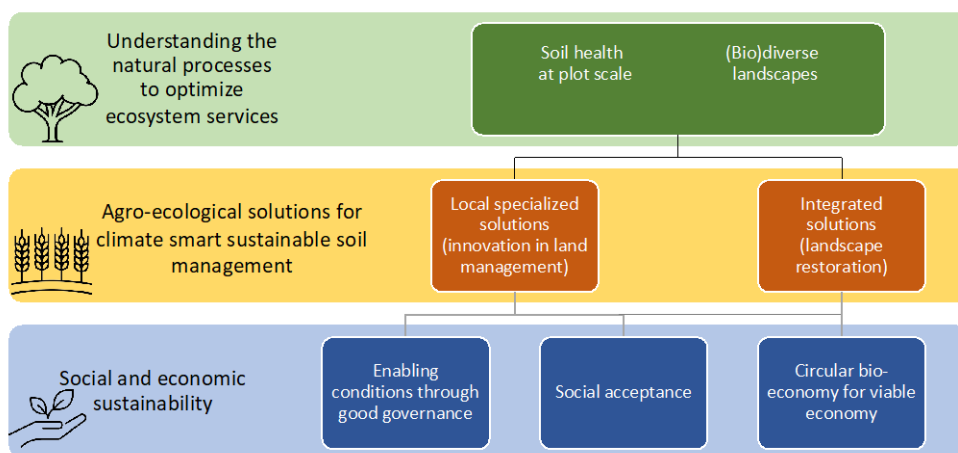 Understanding the
natural processes
to optimize
ecosystem services
Soil health
at plot scale
(Bio)diverse
landscapes
Agro-ecological solutions for
climate smart sustainable soil
management
Local specialized
solutions
(innovation in land
management)
Integrated
solutions
(landscape
restoration)
Social and economic
sustainability
Enabling
conditions through
good governance
Social acceptance
Circular bio-
economy for viable
economy